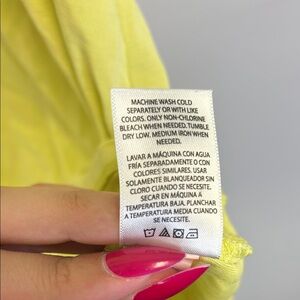 MACHINE WASH COLD
SEPARATELY OR WITH LIKE
COLORS. ONLY NON-CHLORINE
BLEACH WHEN NEEDED. TUMBLE
DRY LOW. MEDIUM IRON WHEN
NEEDED.
LAVAR A MÁQUINA CON AGUA
FRÍA SEPARADAMENTE O CON
COLORES SIMILARES. USAR
SOLAMENTE BLANQUEADOR SIN
CLORO CUANDO SE NECESITE.
SECAR EN MÁQUINA A
TEMPERATURA BAJA. PLANCHAR
A TEMPERATURA MEDIA CUANDO
SE NECESITE.